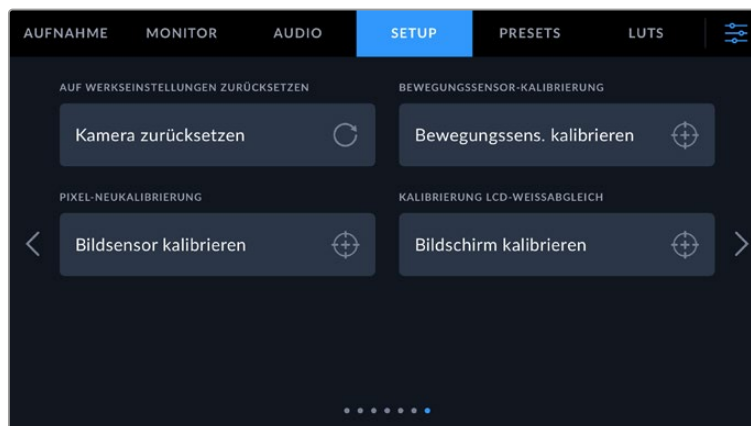 AUFNAHME MONITOR AUDIO SETUP PRESETS LUTS
AUF WERKSEINSTELLUNGEN ZURÜCKSETZEN
Kamera zurücksetzen
BEWEGUNGSSENSOR-KALIBRIERUNG
Bewegungssens. kalibrieren
PIXEL-NEUKALIBRIERUNG
Bildsensor kalibrieren
KALIBRIERUNG LCD-WEISSABGLEICH
Bildschirm kalibrieren